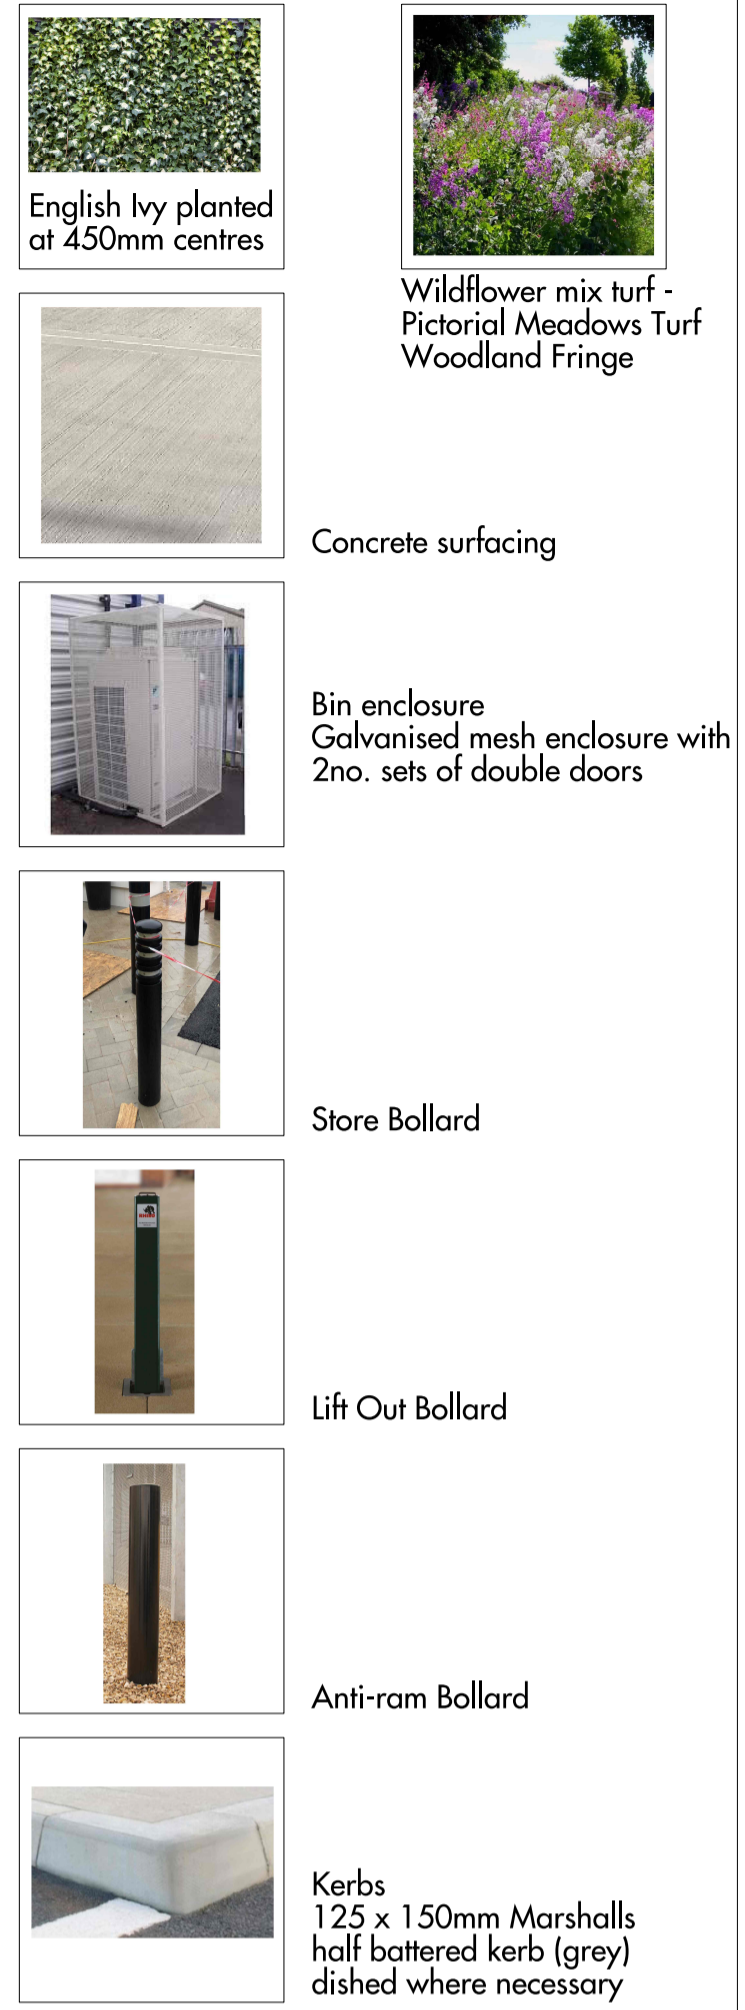 English Ivy planted
at 450mm centres
Wildflower mix turf -
Pictorial Meadows Turf
Woodland Fringe
Concrete surfacing
Bin enclosure
Galvanised mesh enclosure with
2no. sets of double doors
Store Bollard
RHINO
Lift Out Bollard
Anti-ram Bollard
Kerbs
125 x 150mm Marshalls
half battered kerb (grey)
dished where necessary